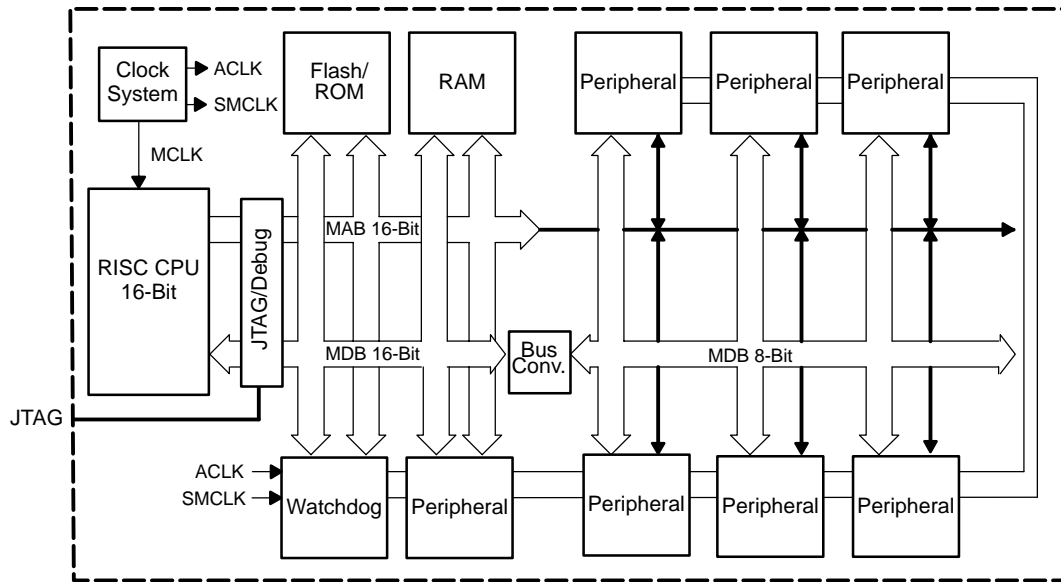 Clock
System
ACLK
SMCLK
MCLK
Flash/
ROM
RAM
Peripheral
Peripheral
Peripheral
RISC CPU
16-Bit
JTAG/Debug
MAB 16-Bit
MDB 16-Bit
Bus
Conv.
MDB 8-Bit
JTAG
ACLK
SMCLK
Watchdog
Peripheral
Peripheral
Peripheral
Peripheral